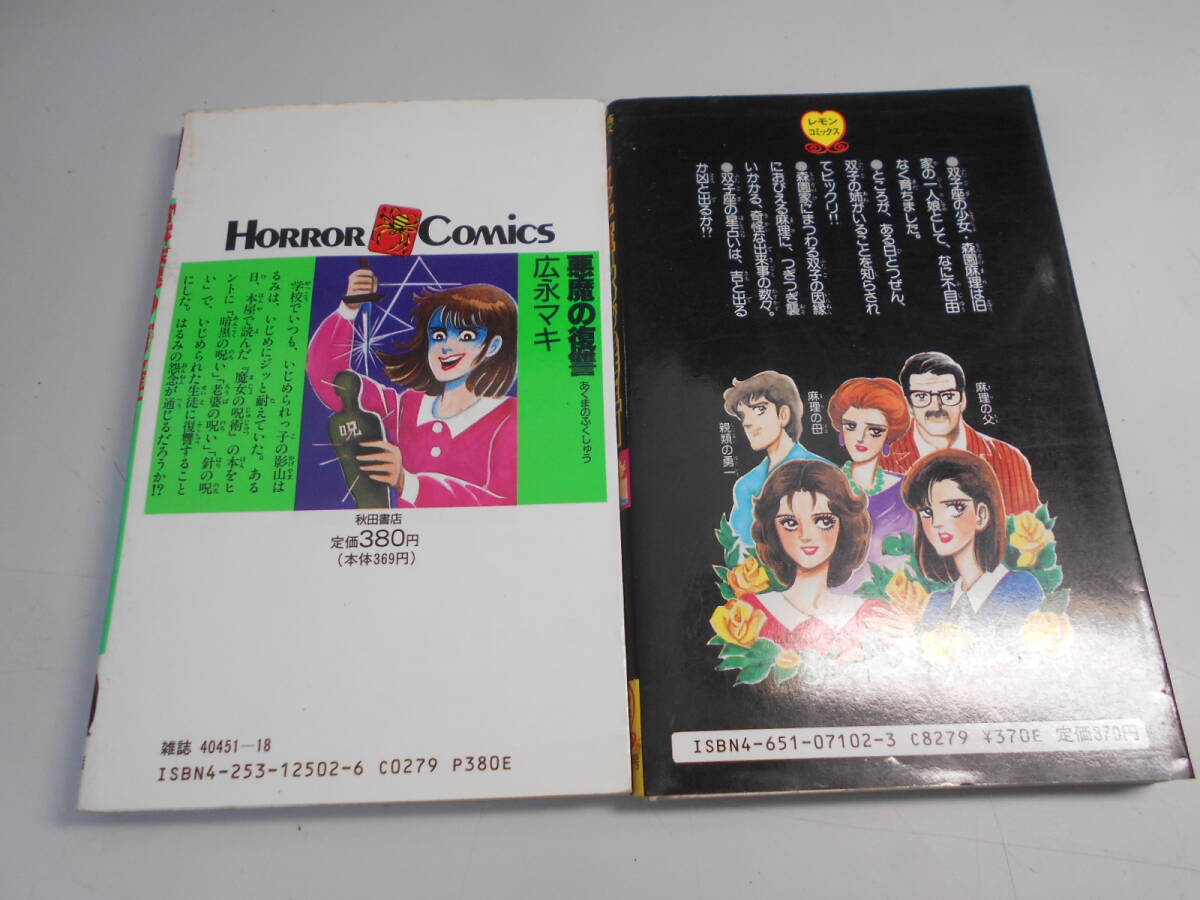 HORROR COMICS
悪魔の復讐
あくまのふくしゅう
広永マキ
学校でいつも、いじめられっ子の影山は
るみは、いじめにジッと耐えていた。ある
日、本屋で読んだ『魔女の呪術』の本をヒ
ントに「暗黒の呪い」「老婆の呪い」「針の呪
い」で、いじめられた生徒に復讐すること
にした。はるみの怨念が通じるだろうか!?
呪
秋田書店
定価380円
(本体369円)
雑誌 40451-18
ISBN4-253-12502-6 C0279 P380E
レモン
コミックス
●双子座の少女・森園麻理は旧
家の一人娘として、なに不自由
なく育ちました。
●ところが、ある日とつぜん、
双子の姉がいることを知らされ
てビックリ!!
●森園家にまつわる双子の因縁
におびえる麻理に、つぎつぎ襲
いかかる、奇怪な出来事の数々。
●双子座の星占いは、吉と出る
か凶と出るか!?
麻理の父
麻理の母
親類の勇一
ISBN4-651-07102-3 C8279 ¥370E 定価370円